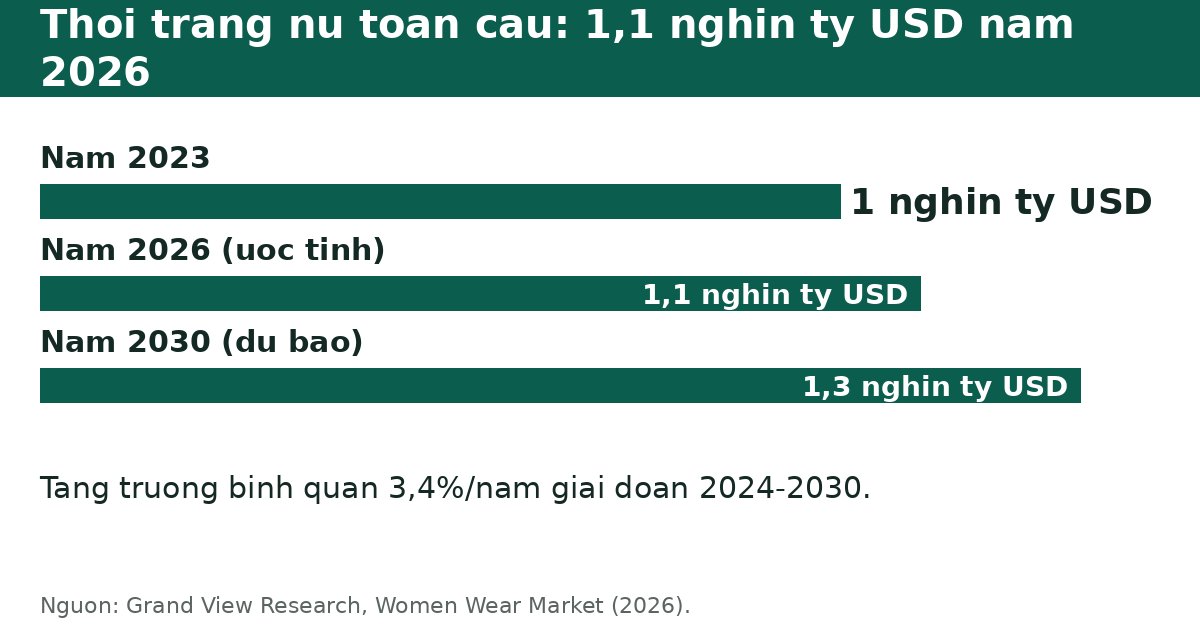 Thoi trang nu toan cau: 1,1 nghin ty USD nam
2026
Nam 2023
1 nghin ty USD
Nam 2026 (uoc tinh)
1,1 nghin ty USD
Nam 2030 (du bao)
1,3 nghin ty USD
Tang truong binh quan 3,4%/nam giai doan 2024-2030.
Nguon: Grand View Research, Women Wear Market (2026).